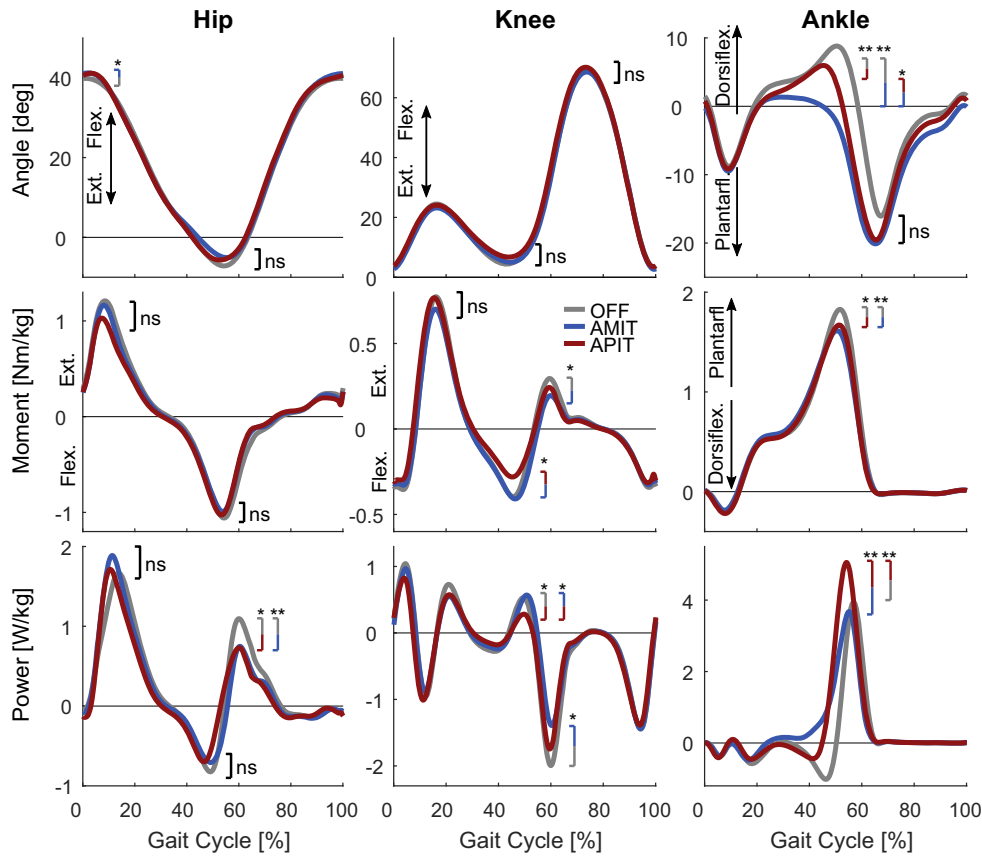 Hip Knee Ankle
Angle [deg]
Flex.
Ext.
40
20
0
*
ns
Flex.
Ext.
60
40
20
0
ns
ns
Dorsiflex.
Plantarfl.
10
0
-10
-20
** **
*
ns
Moment [Nm/kg]
Ext.
Flex.
1
0
-1
ns
ns
Ext.
Flex.
0.5
0
-0.5
ns
OFF
AMIT
APIT
*
*
Plantarfl
Dorsiflex.
2
1
0
* **
Power [W/kg]
2
1
0
-1
ns
* **
ns
1
0
-1
-2
* *
*
4
2
0
** **
0 20 40 60 80 100
0 20 40 60 80 100
0 20 40 60 80 100
Gait Cycle [%] Gait Cycle [%] Gait Cycle [%]